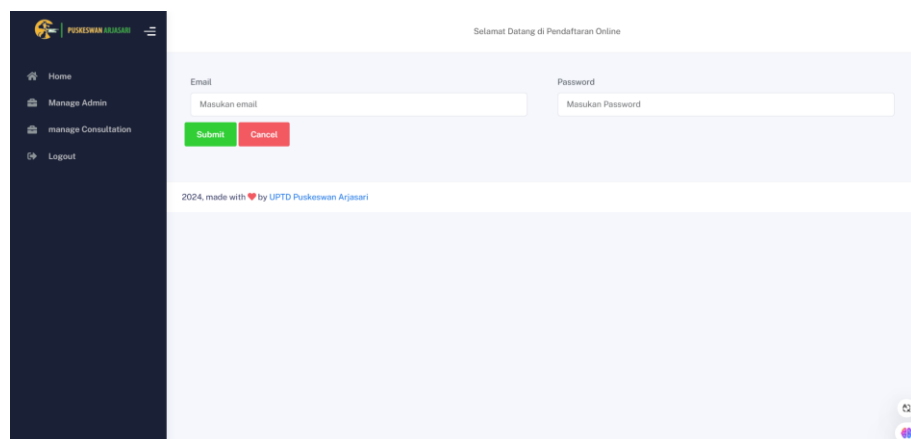 PUSKESWAN ARJASARI
Selamat Datang di Pendaftaran Online
Home
Manage Admin
manage Consultation
Logout
Email
Password
Masukan email
Masukan Password
Submit
Cancel
2024, made with ❤ by UPTD Puskeswan Arjasari